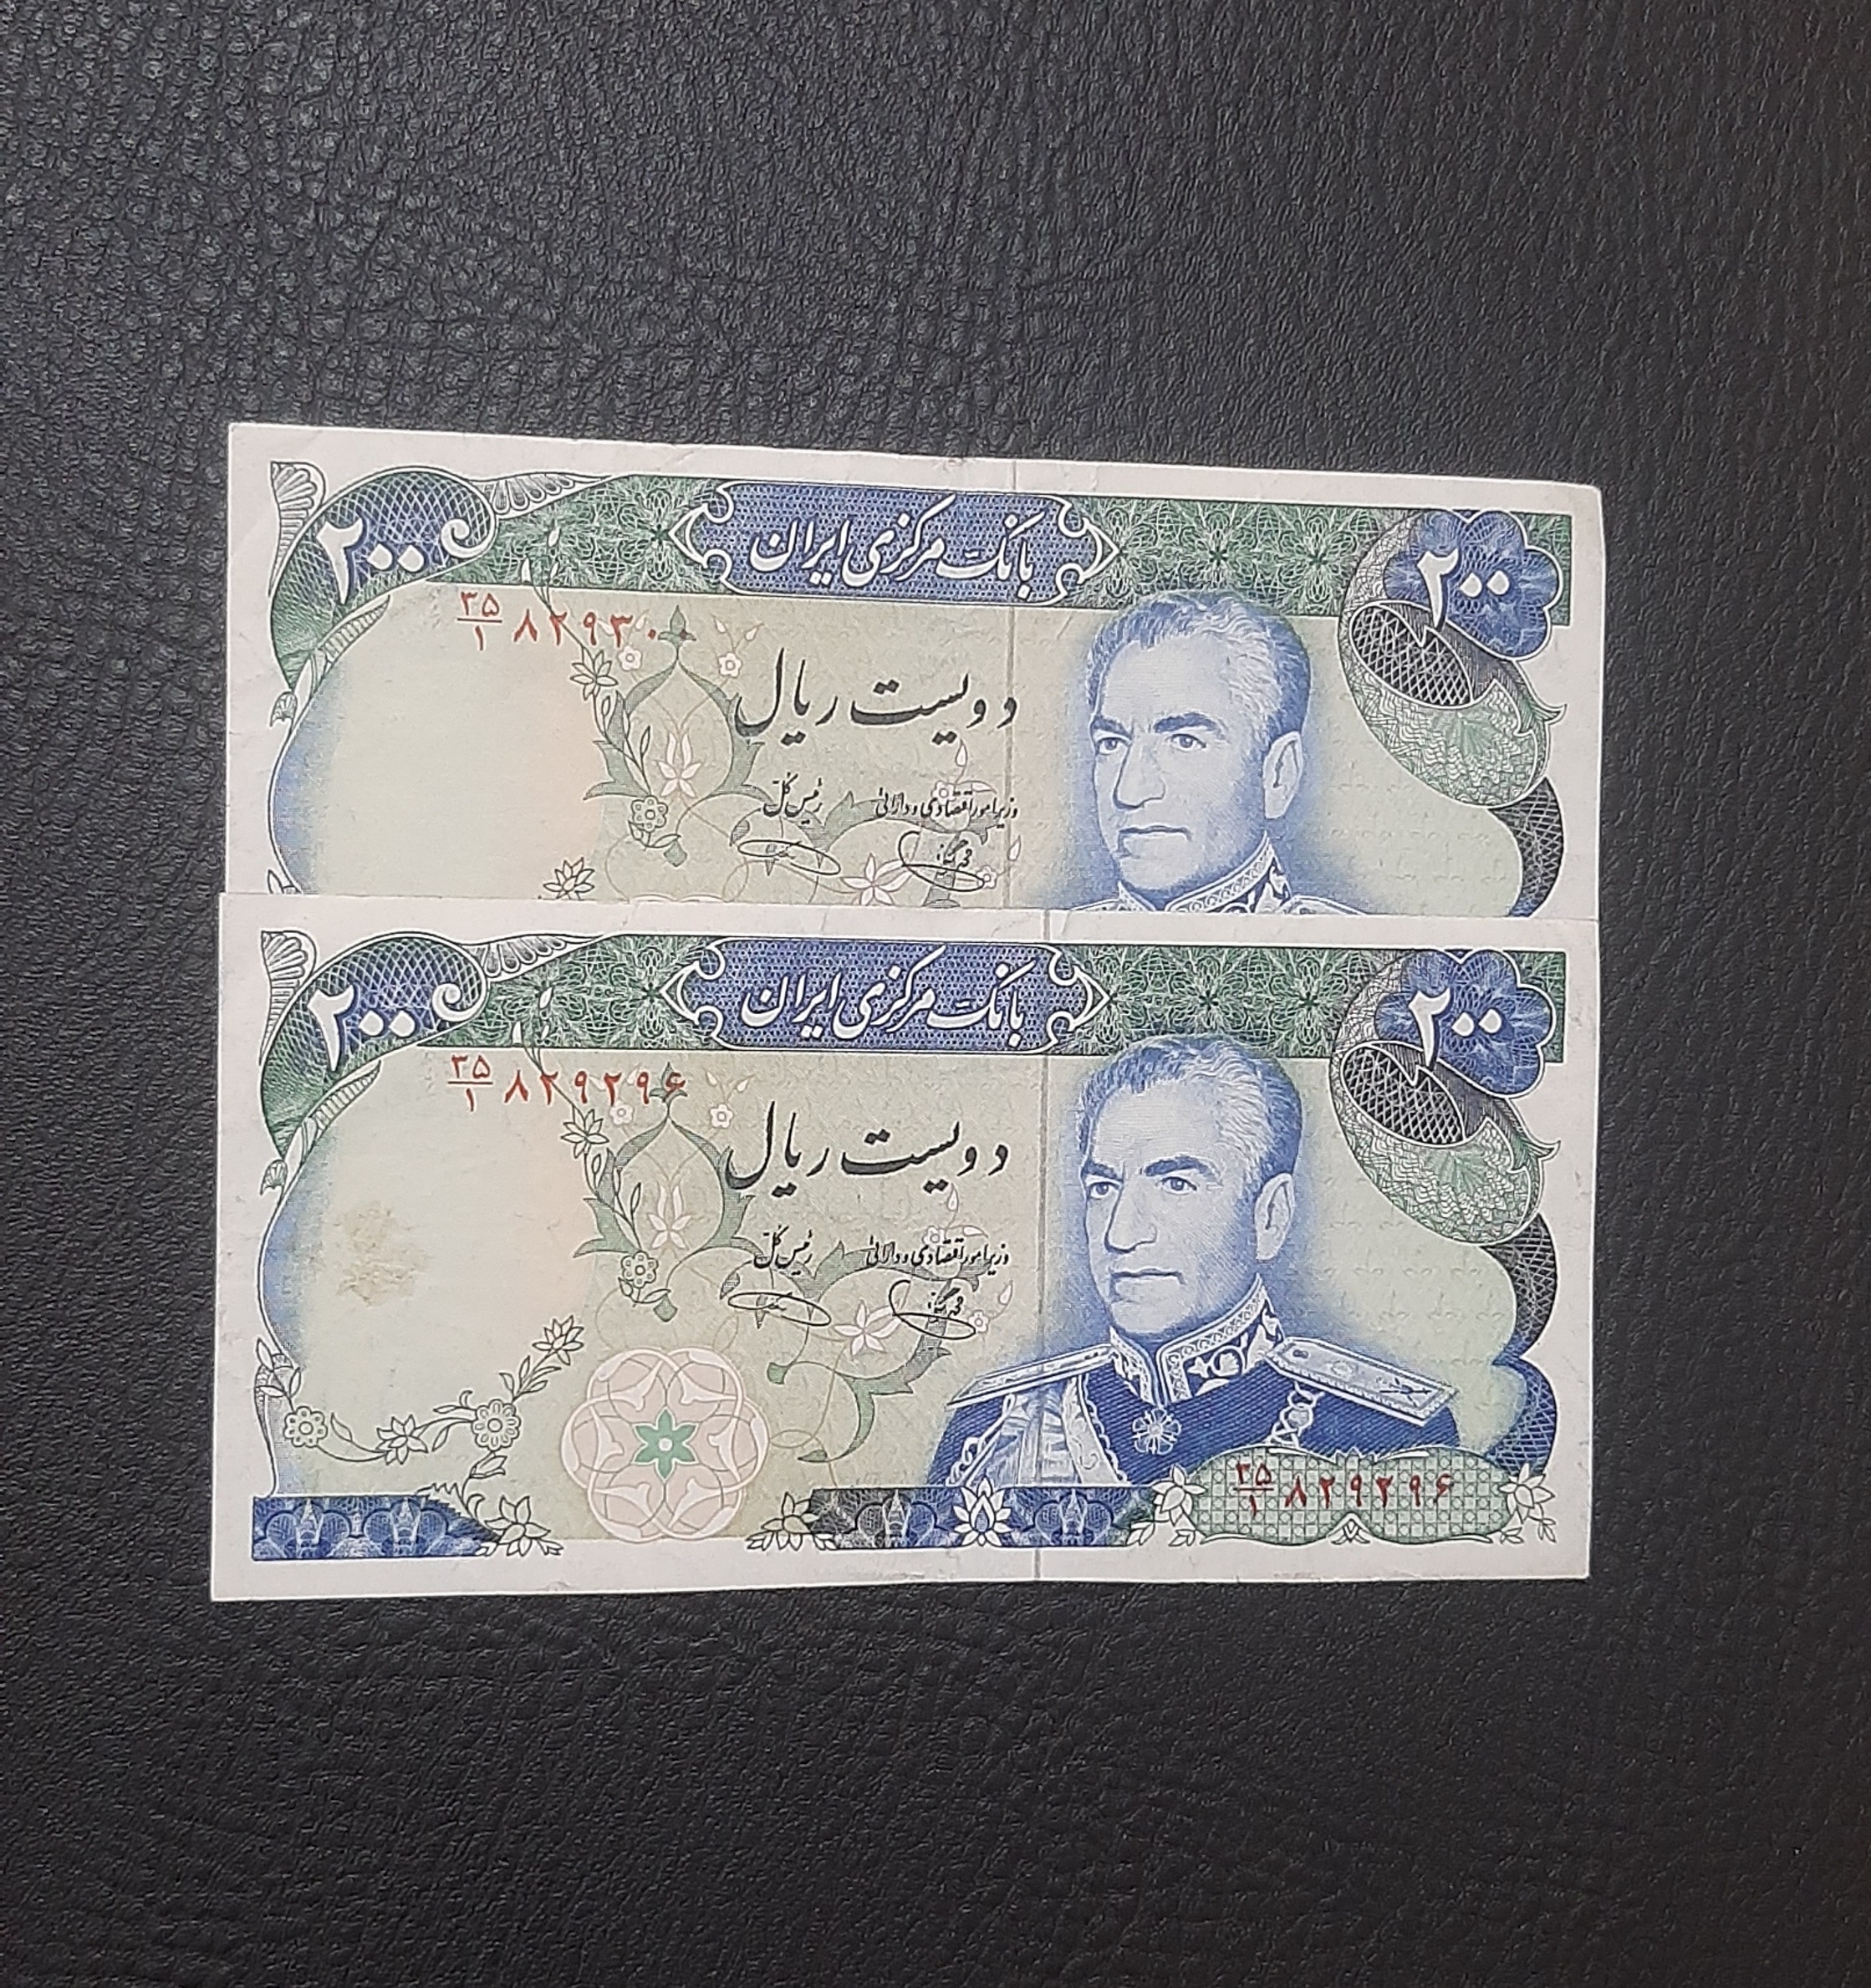 ۲۰۰
بانک مرکزی ایران
۲۰۰
۳۵/۱ ۸۲۹۳۰۰
دویست ریال
وزیر امور اقتصادی و دارائی
رئیس کل
۲۰۰
بانک مرکزی ایران
۲۰۰
۳۵/۱ ۸۲۹۲۹۶
دویست ریال
وزیر امور اقتصادی و دارائی
رئیس کل
۳۵/۱ ۸۲۹۲۹۶